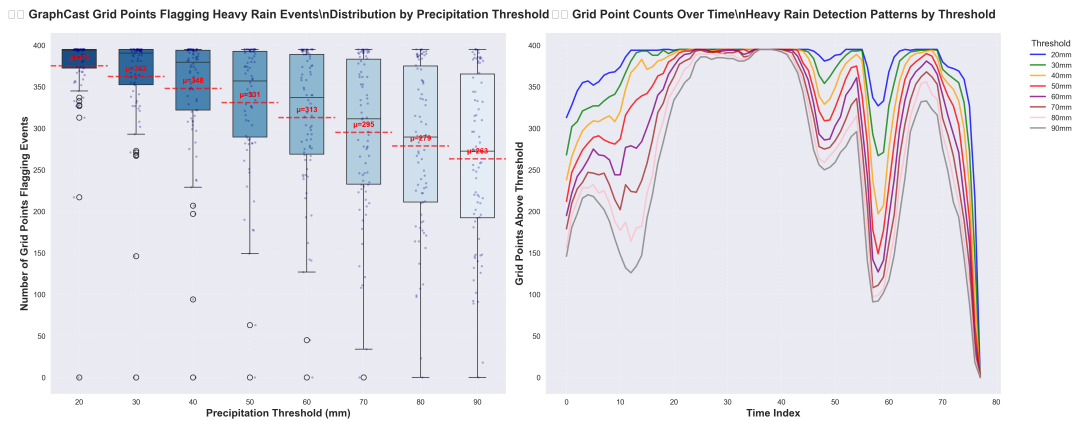 GraphCast Grid Points Flagging Heavy Rain Events\nDistribution by Precipitation Threshold
Number of Grid Points Flagging Events
400
350
300
250
200
150
100
50
0
μ=343
μ=348
μ=331
μ=313
μ=295
μ=279
μ=263
20
30
40
50
60
70
80
90
Precipitation Threshold (mm)
Grid Point Counts Over Time\nHeavy Rain Detection Patterns by Threshold
Grid Points Above Threshold
400
350
300
250
200
150
100
50
0
0
10
20
30
40
50
60
70
80
Time Index
Threshold
20mm
30mm
40mm
50mm
60mm
70mm
80mm
90mm